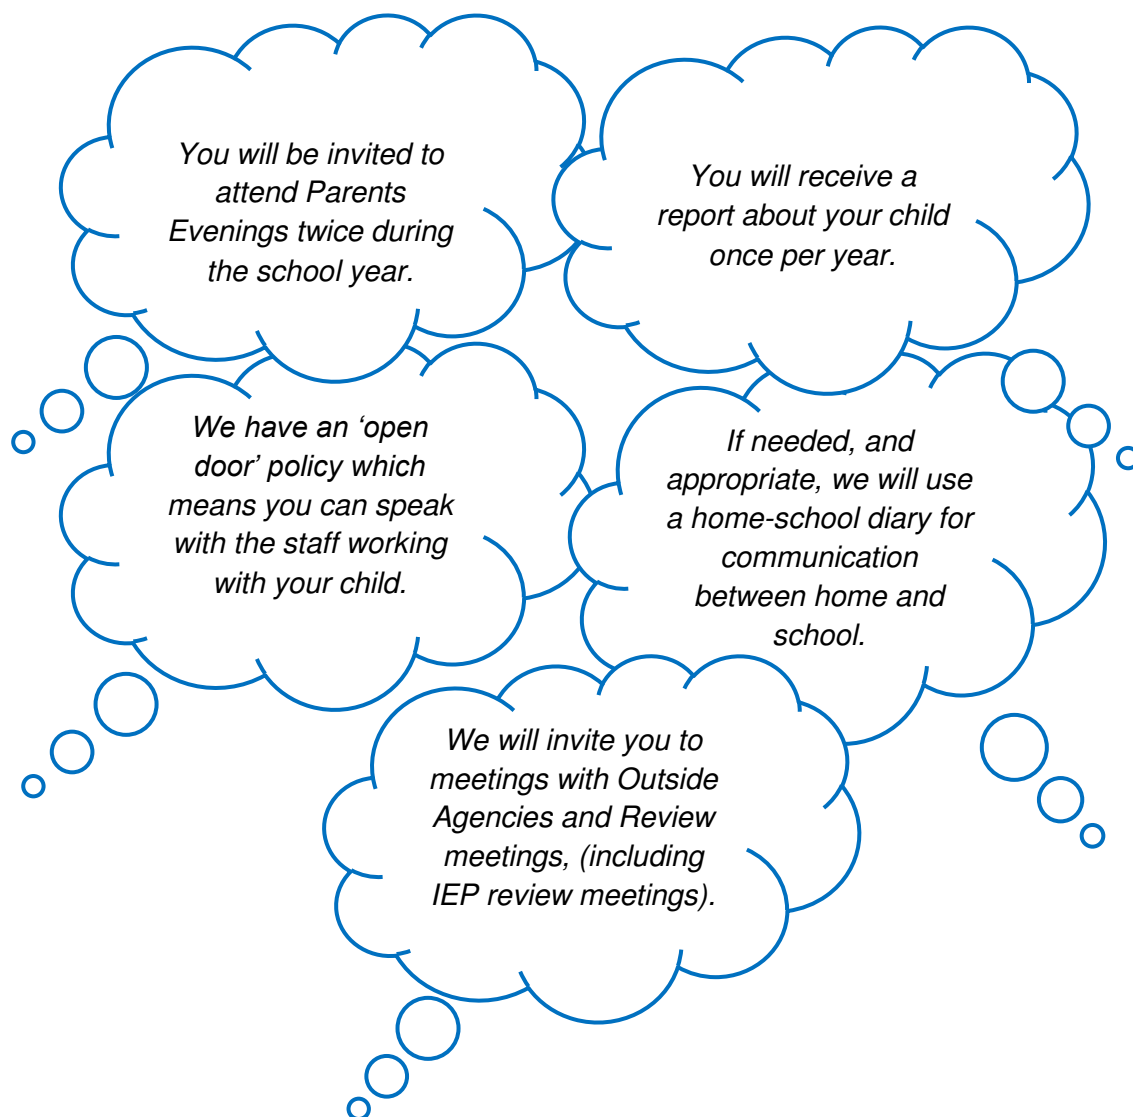 You will be invited to
attend Parents
Evenings twice during
the school year.
You will receive a
report about your child
once per year.
We have an ‘open
door’ policy which
means you can speak
with the staff working
with your child.
If needed, and
appropriate, we will use
a home-school diary for
communication
between home and
school.
We will invite you to
meetings with Outside
Agencies and Review
meetings, (including
IEP review meetings).